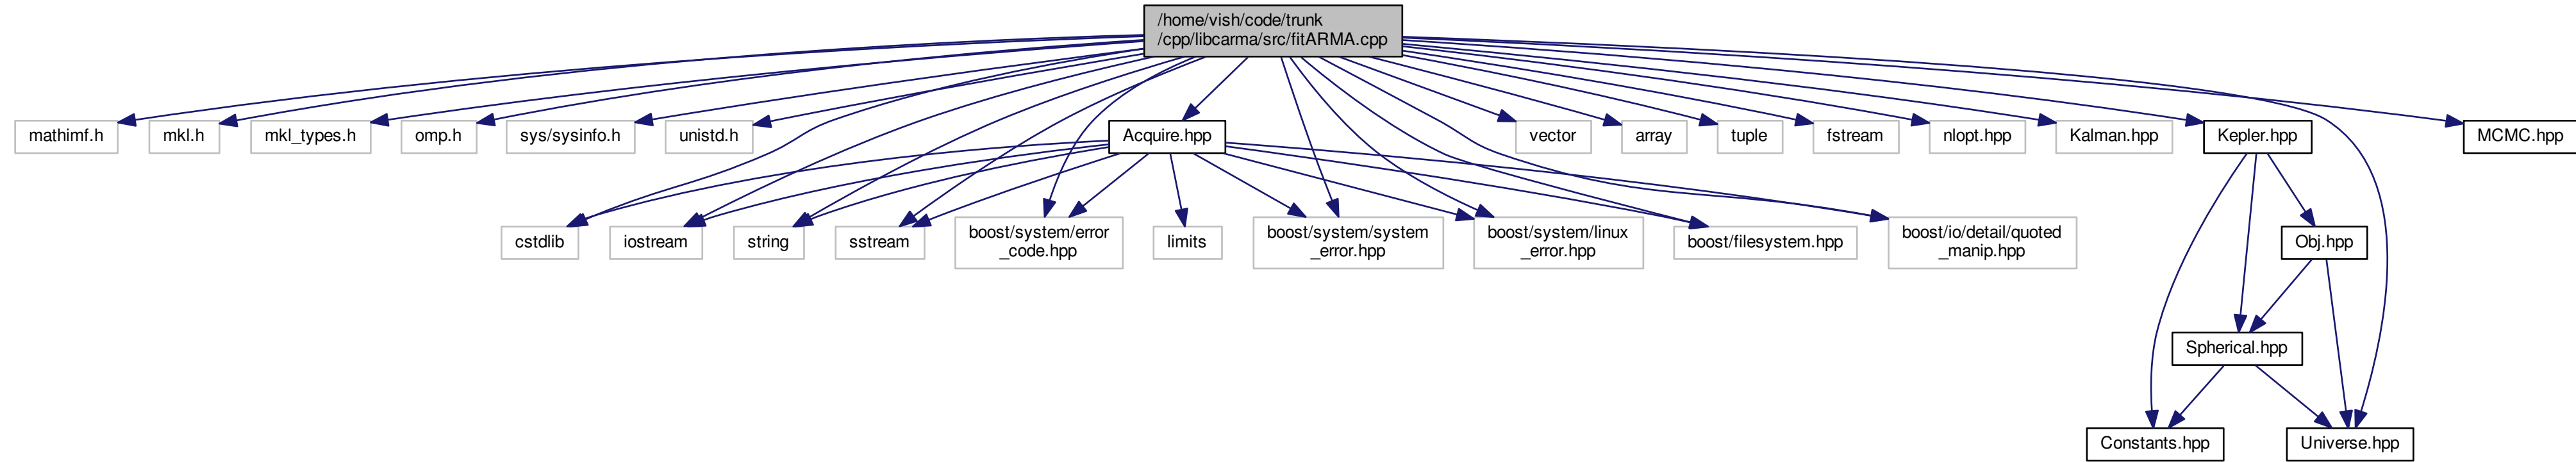 /home/vish/code/trunk
/cpp/libcarma/src/fitARMA.cpp
mathimf.h
mkl.h
mkl_types.h
omp.h
sys/sysinfo.h
unistd.h
Acquire.hpp
vector
array
tuple
fstream
nlopt.hpp
Kalman.hpp
Kepler.hpp
MCMC.hpp
cstdlib
iostream
string
sstream
boost/system/error
_code.hpp
limits
boost/system/system
_error.hpp
boost/system/linux
_error.hpp
boost/filesystem.hpp
boost/io/detail/quoted
_manip.hpp
Obj.hpp
Spherical.hpp
Constants.hpp
Universe.hpp